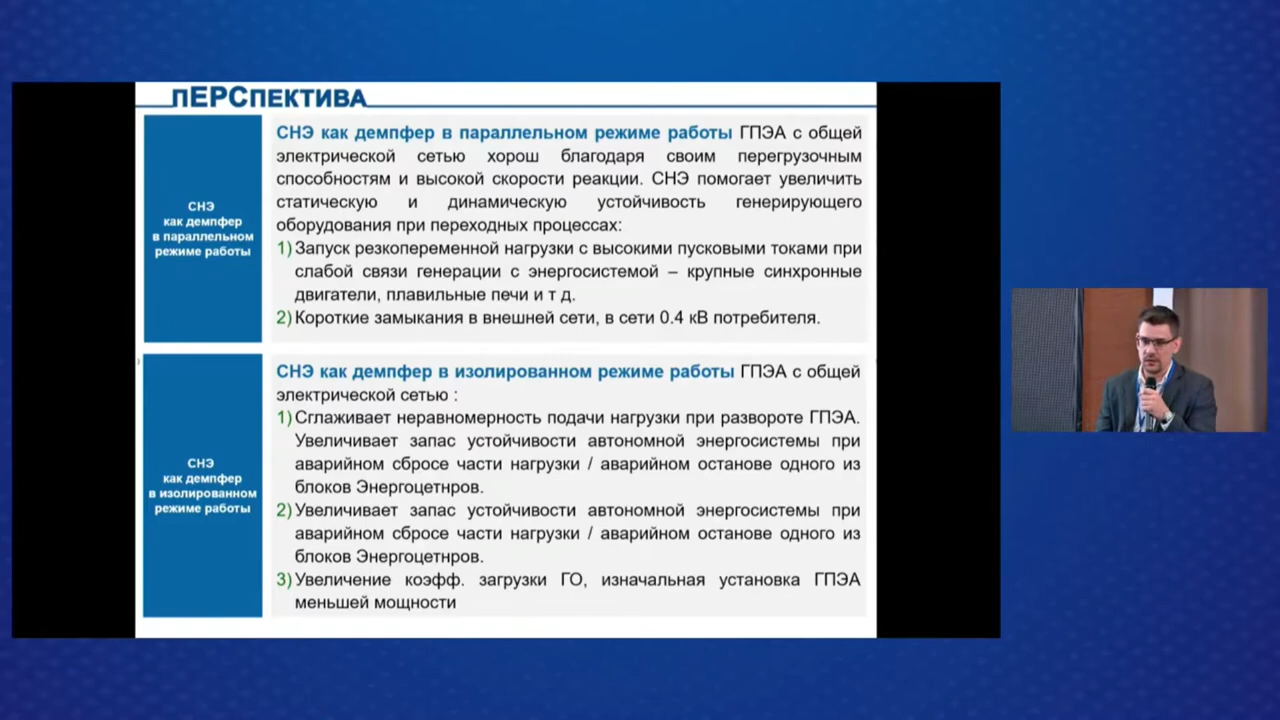 пЕРСпектива
СНЭ
как демпфер
в параллельном
режиме работы
СНЭ как демпфер в параллельном режиме работы ГПЭА с общей
электрической сетью хорош благодаря своим перегрузочным
способностям и высокой скорости реакции. СНЭ помогает увеличить
статическую и динамическую устойчивость генерирующего
оборудования при переходных процессах:
1) Запуск резкопеременной нагрузки с высокими пусковыми токами при
слабой связи генерации с энергосистемой – крупные синхронные
двигатели, плавильные печи и т д.
2) Короткие замыкания в внешней сети, в сети 0.4 кВ потребителя.
СНЭ
как демпфер
в изолированном
режиме работы
СНЭ как демпфер в изолированном режиме работы ГПЭА с общей
электрической сетью :
1) Сглаживает неравномерность подачи нагрузки при развороте ГПЭА.
Увеличивает запас устойчивости автономной энергосистемы при
аварийном сбросе части нагрузки / аварийном останове одного из
блоков Энергоцетнров.
2) Увеличивает запас устойчивости автономной энергосистемы при
аварийном сбросе части нагрузки / аварийном останове одного из
блоков Энергоцетнров.
3) Увеличение коэфф. загрузки ГО, изначальная установка ГПЭА
меньшей мощности